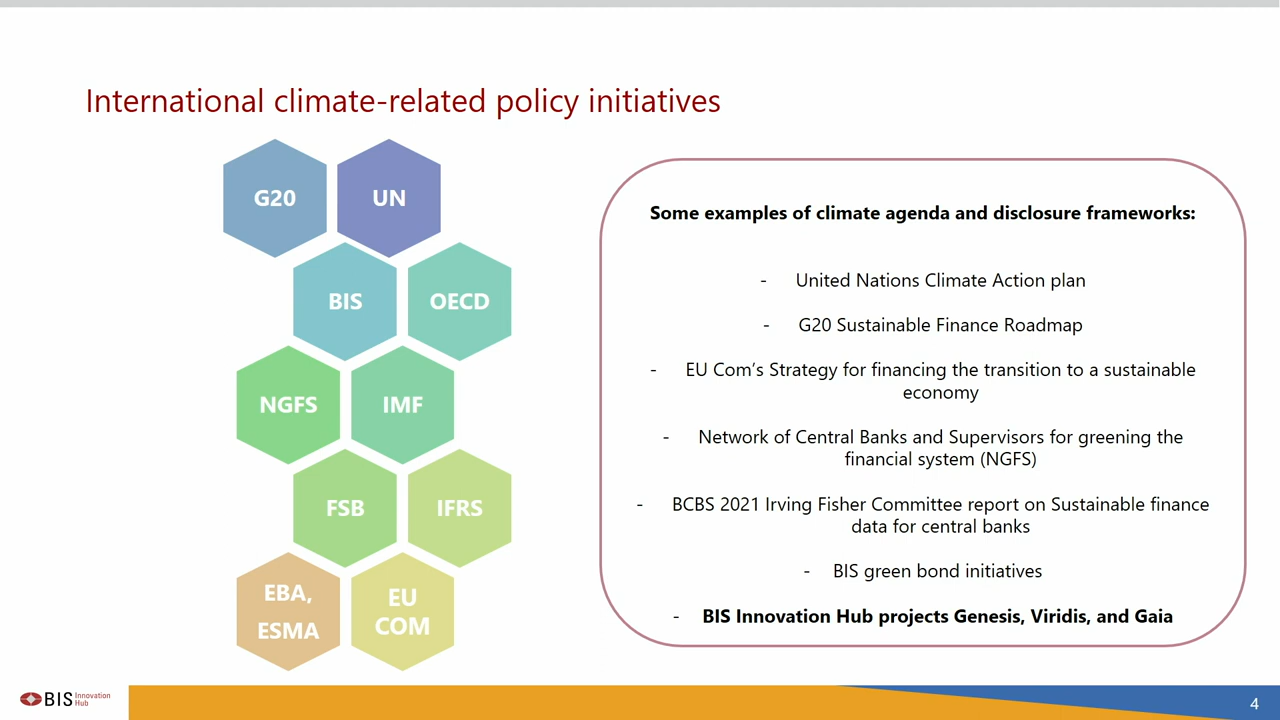 International climate-related policy initiatives
G20
UN
BIS
OECD
NGFS
IMF
FSB
IFRS
EBA,
ESMA
EU
COM
Some examples of climate agenda and disclosure frameworks:
- United Nations Climate Action plan
- G20 Sustainable Finance Roadmap
- EU Com’s Strategy for financing the transition to a sustainable
economy
- Network of Central Banks and Supervisors for greening the
financial system (NGFS)
- BCBS 2021 Irving Fisher Committee report on Sustainable finance
data for central banks
- BIS green bond initiatives
- BIS Innovation Hub projects Genesis, Viridis, and Gaia
BIS Innovation
Hub
4